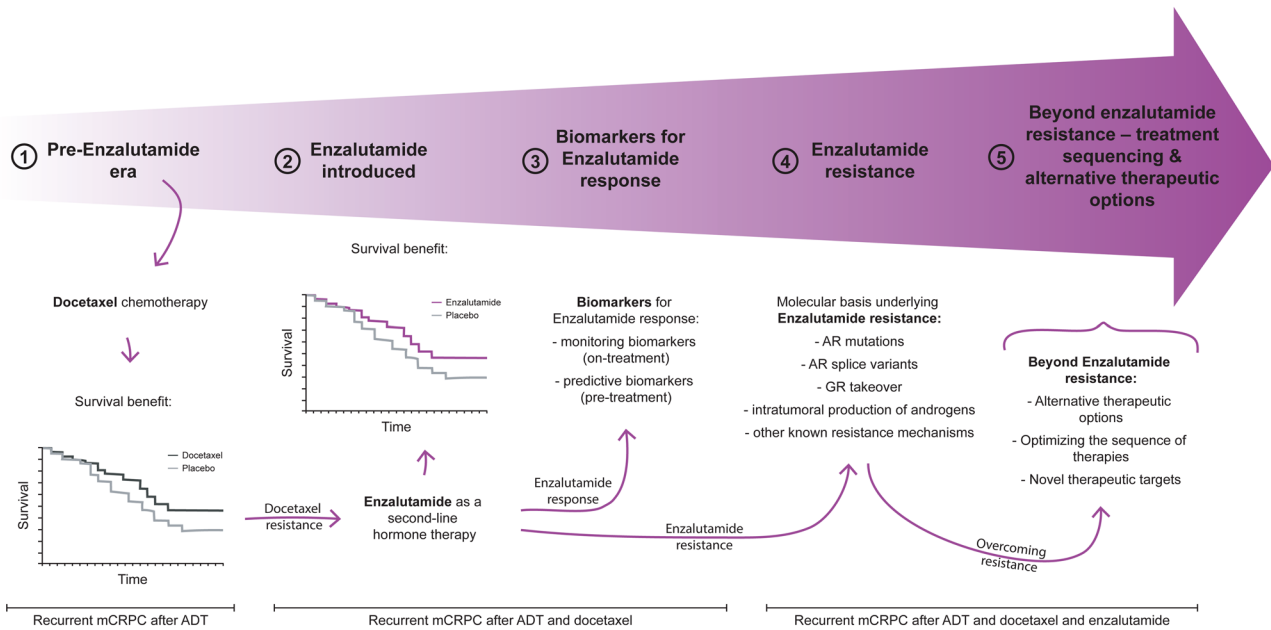 1 Pre-Enzalutamide
era
2 Enzalutamide
introduced
3 Biomarkers for
Enzalutamide
response
4 Enzalutamide
resistance
5 Beyond enzalutamide
resistance – treatment
sequencing &
alternative therapeutic
options
Docetaxel chemotherapy
Survival benefit:
Docetaxel
Placebo
Survival
Time
Docetaxel
resistance
Survival benefit:
Enzalutamide
Placebo
Survival
Time
Enzalutamide as a
second-line
hormone therapy
Enzalutamide
response
Biomarkers for
Enzalutamide response:
- monitoring biomarkers
(on-treatment)
- predictive biomarkers
(pre-treatment)
Enzalutamide
resistance
Molecular basis underlying
Enzalutamide resistance:
- AR mutations
- AR splice variants
- GR takeover
- intratumoral production of androgens
- other known resistance mechanisms
Overcoming
resistance
Beyond Enzalutamide
resistance:
- Alternative therapeutic
options
- Optimizing the sequence of
therapies
- Novel therapeutic targets
Recurrent mCRPC after ADT
Recurrent mCRPC after ADT and docetaxel
Recurrent mCRPC after ADT and docetaxel and enzalutamide